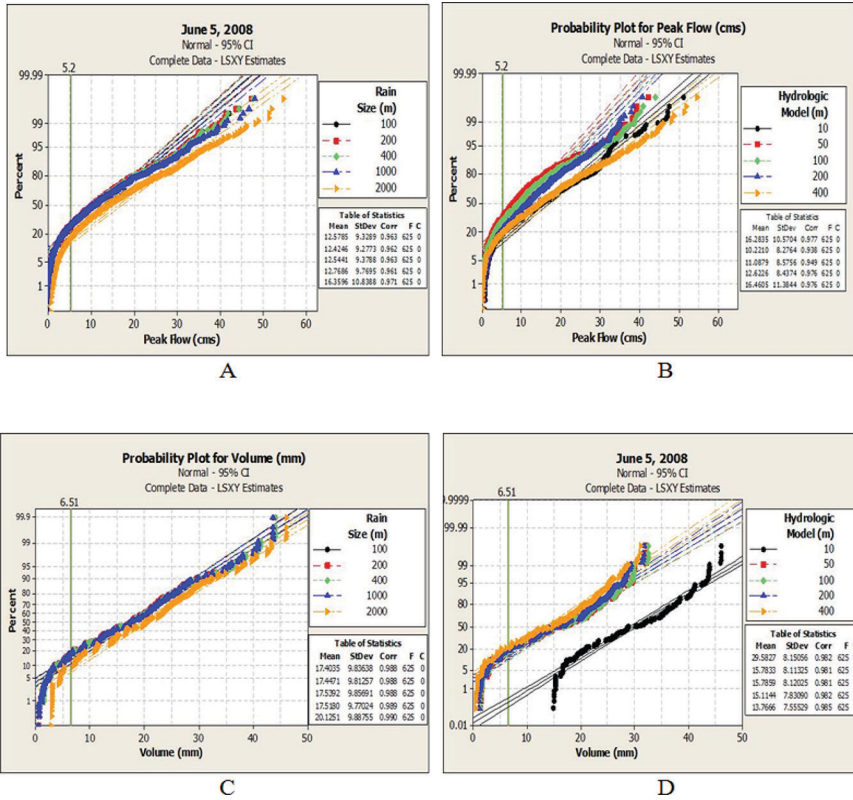 June 5, 2008
Normal - 95% CI
Complete Data - LSXY Estimates
5.2
99.99
99
95
80
50
20
5
1
Percent
0 10 20 30 40 50 60
Peak Flow (cms)
Rain
Size (m)
100
200
400
1000
2000
Table of Statistics
Mean StDev Corr F C
12.5785 9.3289 0.963 625 0
12.4246 9.2773 0.962 625 0
12.5441 9.3788 0.963 625 0
12.7686 9.7695 0.961 625 0
16.3596 10.8388 0.971 625 0
A
Probability Plot for Peak Flow (cms)
Normal - 95% CI
Complete Data - LSXY Estimates
5.2
99.99
99
95
80
50
20
5
1
Percent
0 10 20 30 40 50 60
Peak Flow (cms)
Hydrologic
Model (m)
10
50
100
200
400
Table of Statistics
Mean StDev Corr F C
16.2835 10.5704 0.977 625 0
10.2210 8.2764 0.938 625 0
11.0879 8.5756 0.949 625 0
12.6226 8.4374 0.976 625 0
16.4605 11.3844 0.976 625 0
B
Probability Plot for Volume (mm)
Normal - 95% CI
Complete Data - LSXY Estimates
6.51
99.9
99
95
90
80
70
60
50
40
30
20
10
5
1
Percent
0 10 20 30 40 50
Volume (mm)
Rain
Size (m)
100
200
400
1000
2000
Table of Statistics
Mean StDev Corr F C
17.4035 9.83638 0.988 625 0
17.4471 9.81257 0.988 625 0
17.5392 9.85691 0.988 625 0
17.5180 9.77024 0.989 625 0
20.1251 9.88755 0.990 625 0
C
June 5, 2008
Normal - 95% CI
Complete Data - LSXY Estimates
6.51
9.9999
99.99
99
95
80
50
20
5
1
0.01
Percent
0 10 20 30 40 50
Volume (mm)
Hydrologic
Model (m)
10
50
100
200
400
Table of Statistics
Mean StDev Corr F
29.5827 8.15056 0.982 625
15.7833 8.11325 0.981 625
15.7859 8.12025 0.981 625
15.1144 7.83090 0.982 625
13.7666 7.55529 0.985 625
D